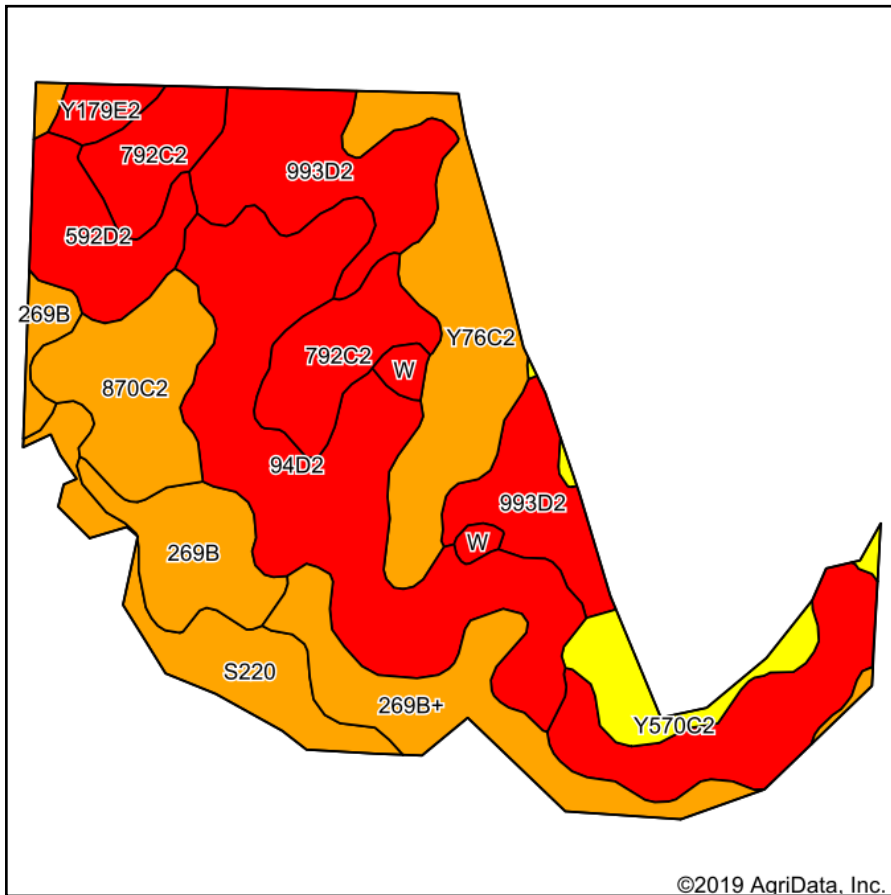 Y179E2
792C2
993D2
592D2
269B
Y76C2
792C2
W
870C2
94D2
993D2
W
269B
S220
269B+
Y570C2
©2019 AgriData, Inc.